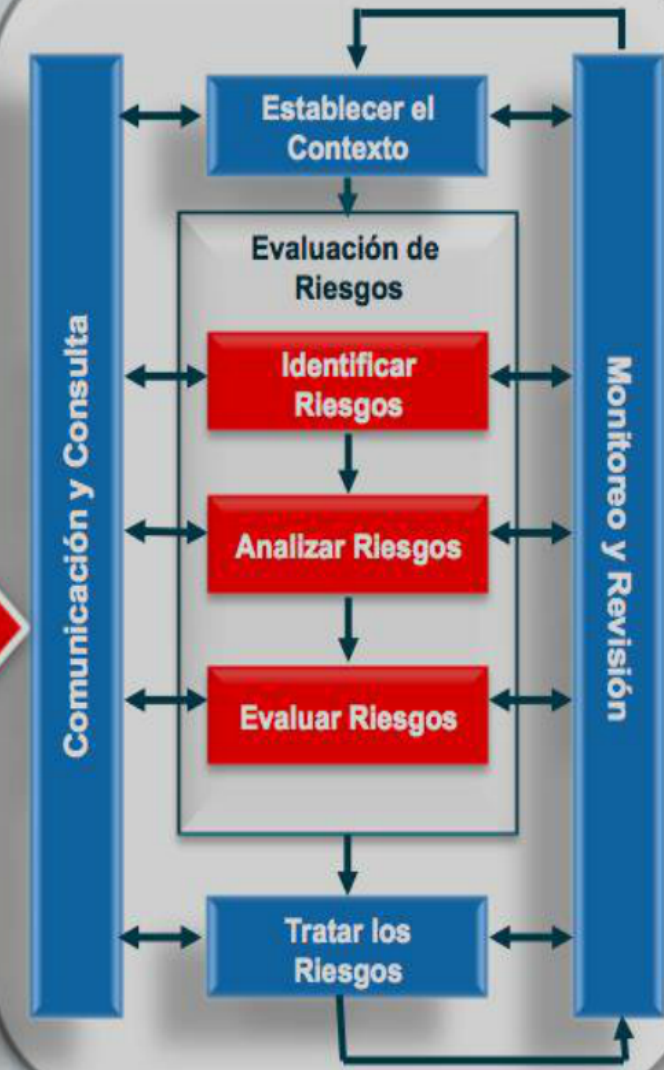 Establecer el
Contexto
Evaluación de
Riesgos
Identificar
Riesgos
Analizar Riesgos
Evaluar Riesgos
Tratar los
Riesgos
Comunicación y Consulta
Monitoreo y Revisión